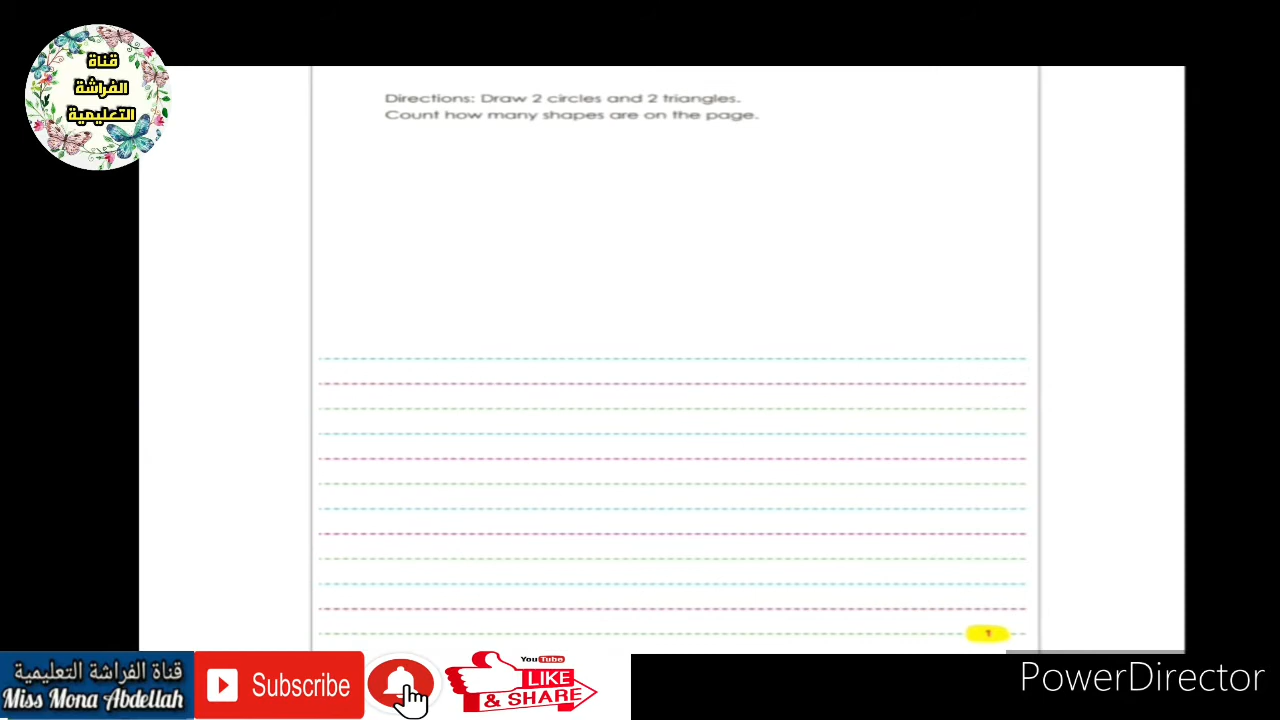 قناة
الفراشة
التعليمية
Directions: Draw 2 circles and 2 triangles.
Count how many shapes are on the page.
1
قناة الفراشة التعليمية
Miss Mona Abdellah
Subscribe
YouTube
LIKE
& SHARE
PowerDirector